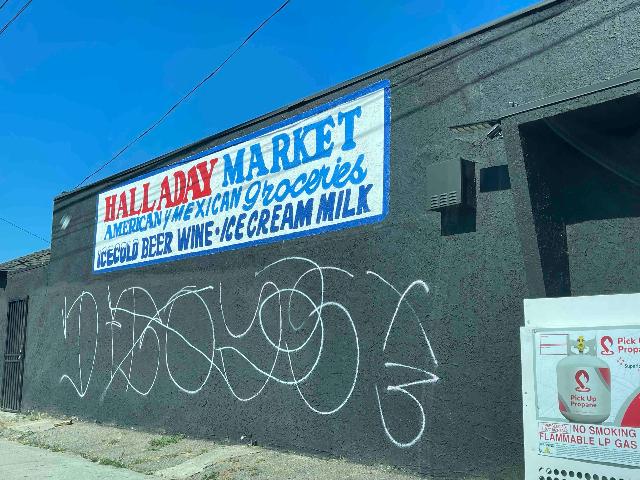 HALLADAY MARKET
AMERICAN y MEXICAN groceries
ICECOLD BEER WINE • ICE CREAM MILK
Pick Up
Propane
NO SMOKING
FLAMMABLE LP GAS